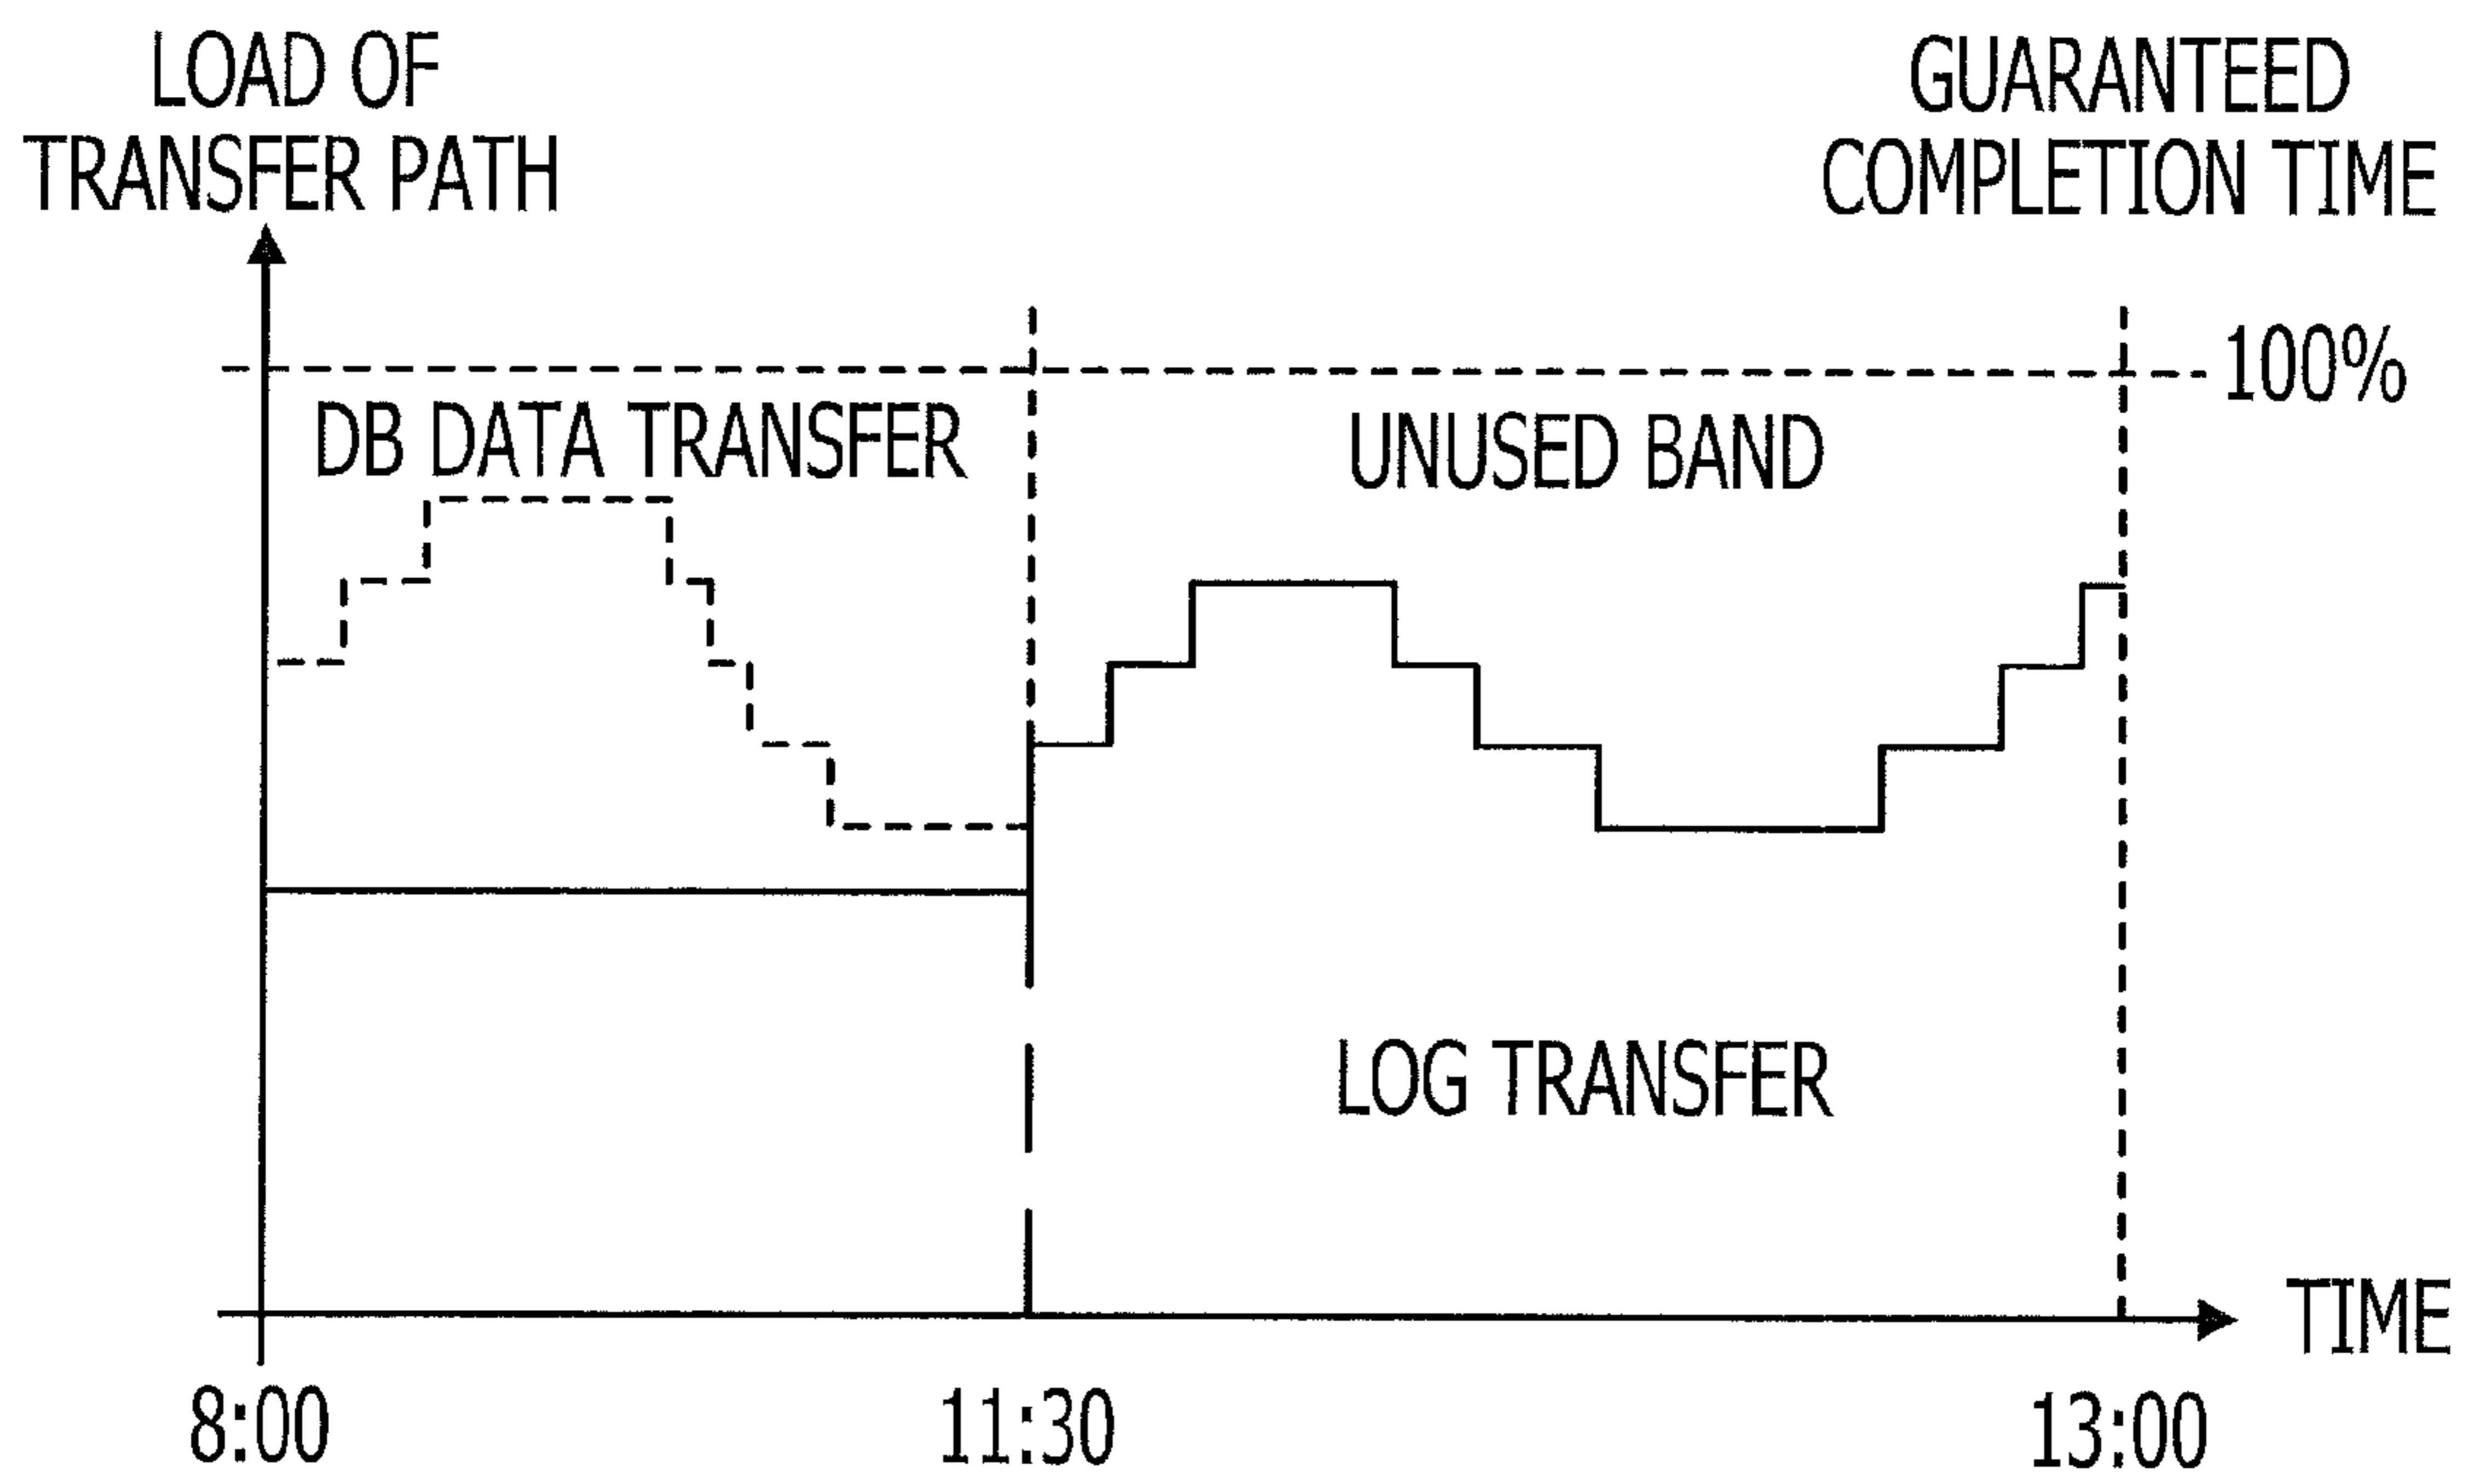 LOAD OF
TRANSFER PATH
GUARANTEED
COMPLETION TIME
100%
DB DATA TRANSFER
UNUSED BAND
LOG TRANSFER
TIME
8:00
11:30
13:00